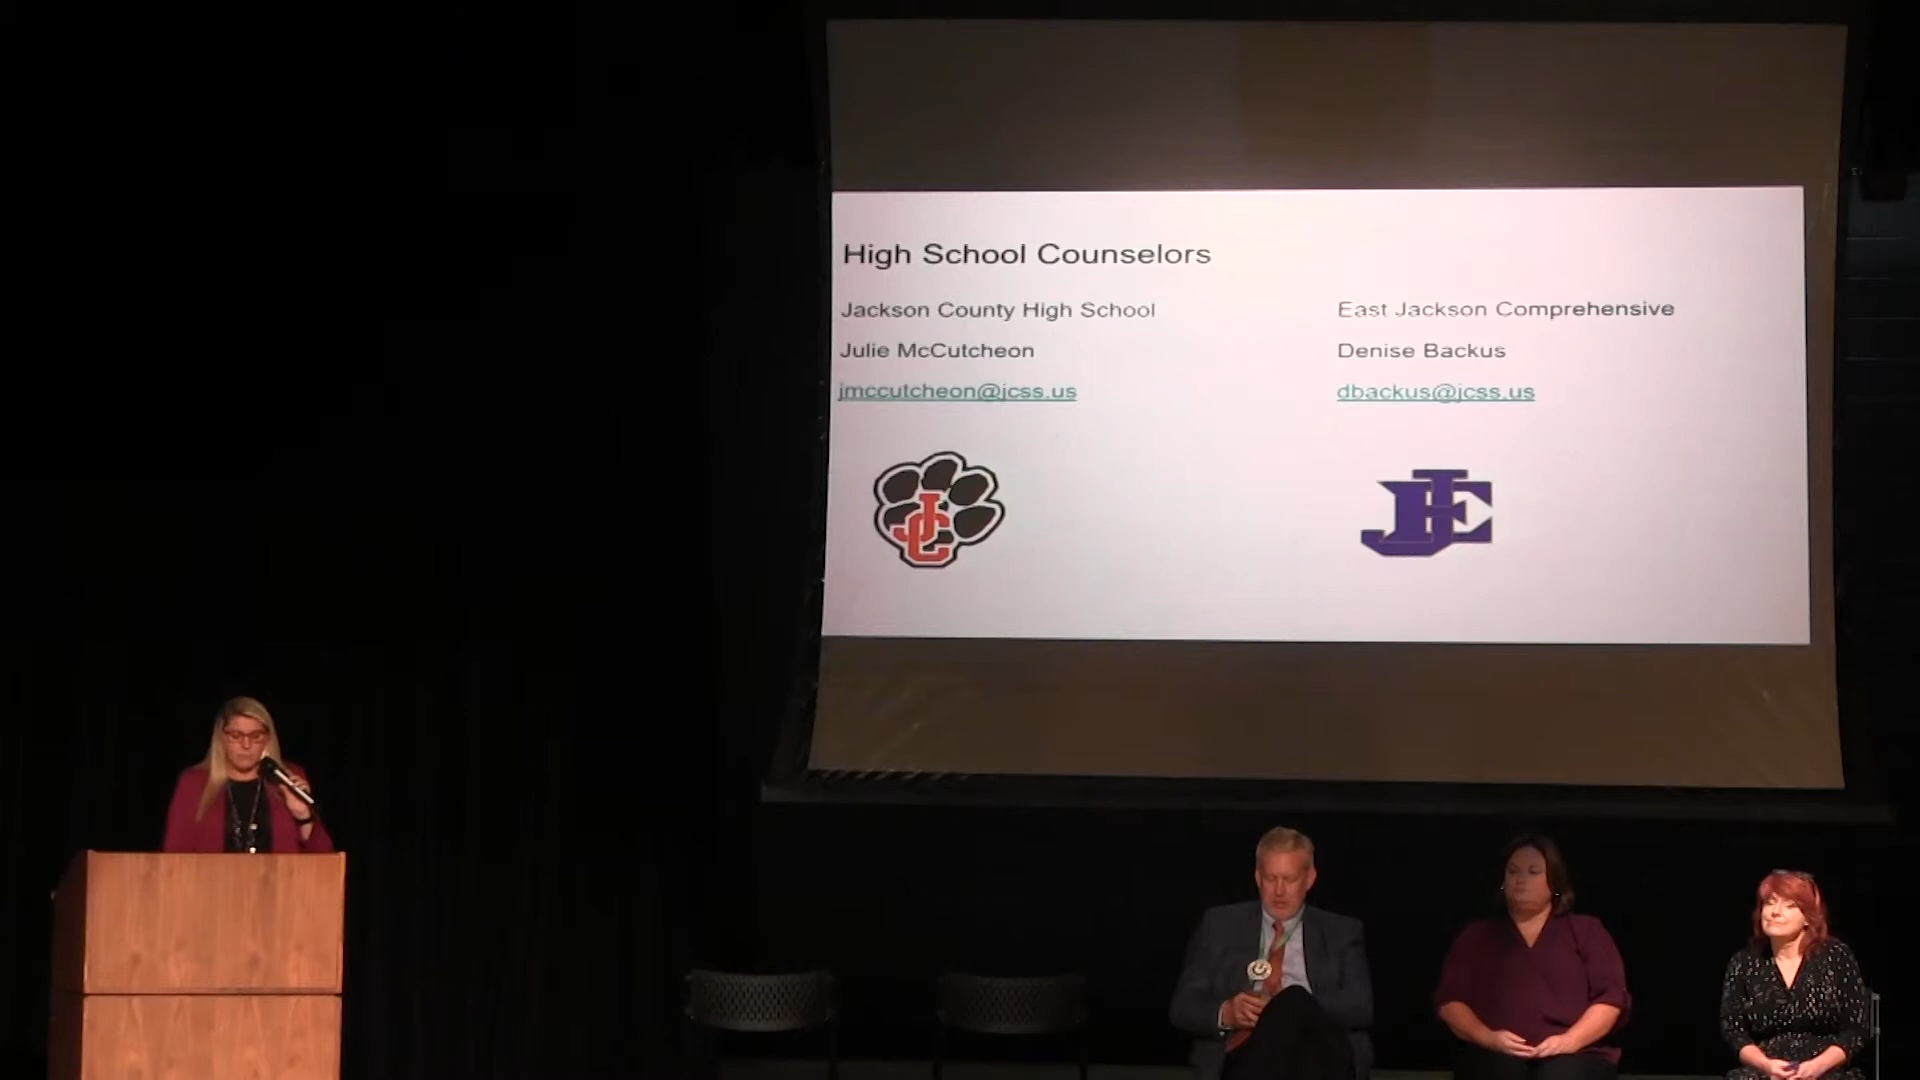 High School Counselors
Jackson County High School
Julie McCutcheon
jmccutcheon@jcss.us
JC
East Jackson Comprehensive
Denise Backus
dbackus@jcss.us
EJ